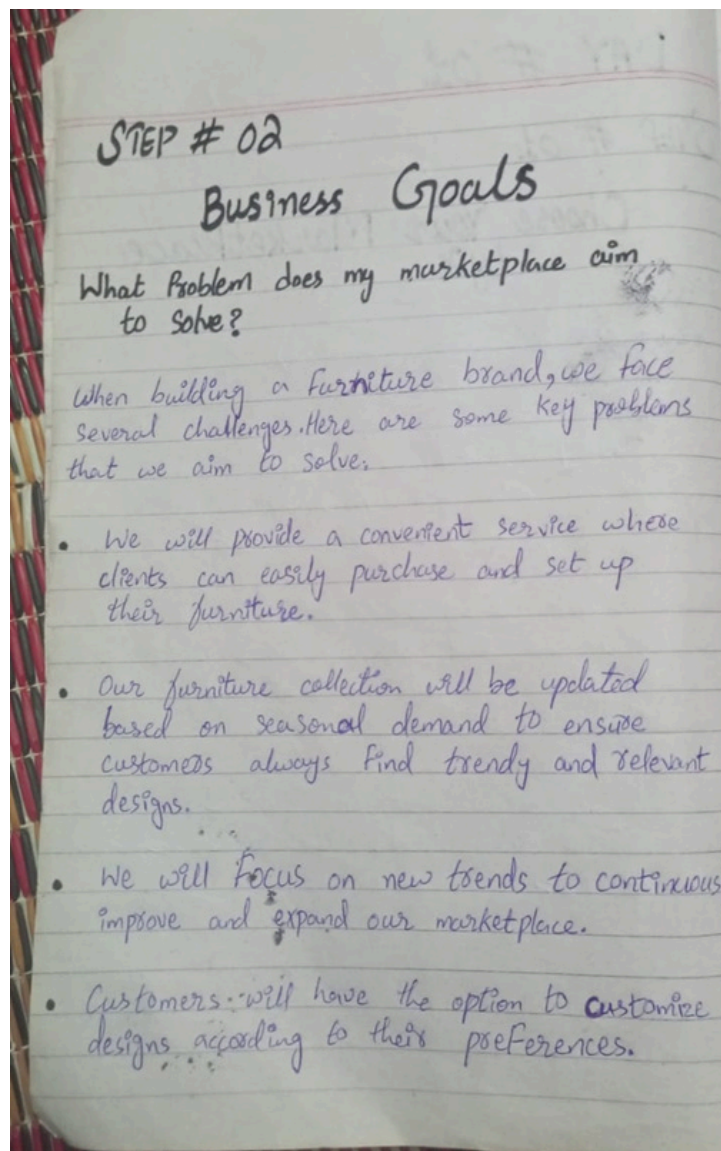 STEP # 02
Business Goals
What Problem does my marketplace aim
to solve?
When building a furniture brand, we face
several challenges. Here are some key problems
that we aim to solve.
• We will provide a convenient service where
clients can easily purchase and set up
their furniture.
• Our furniture collection will be updated
based on seasonal demand to ensure
customers always find trendy and relevant
designs.
• We will Focus on new trends to continuous
improve and expand our marketplace.
• Customers will have the option to customize
designs according to their preferences.